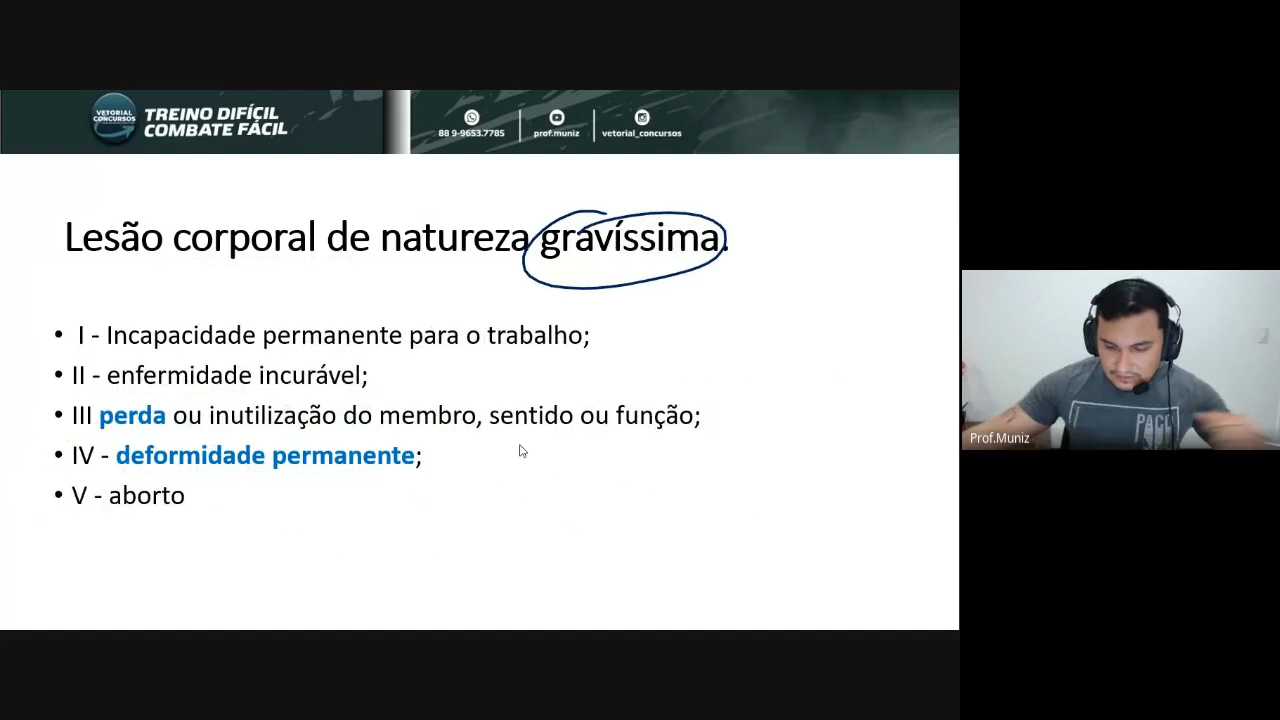 VETORIAL
CONCURSOS
TREINO DIFÍCIL
COMBATE FÁCIL
88 9-9653.7785
prof.muniz
vetorial_concursos
Lesão corporal de natureza gravíssima.
• I - Incapacidade permanente para o trabalho;
• II - enfermidade incurável;
• III perda ou inutilização do membro, sentido ou função;
• IV - deformidade permanente;
• V - aborto
PACC
Prof.Muniz